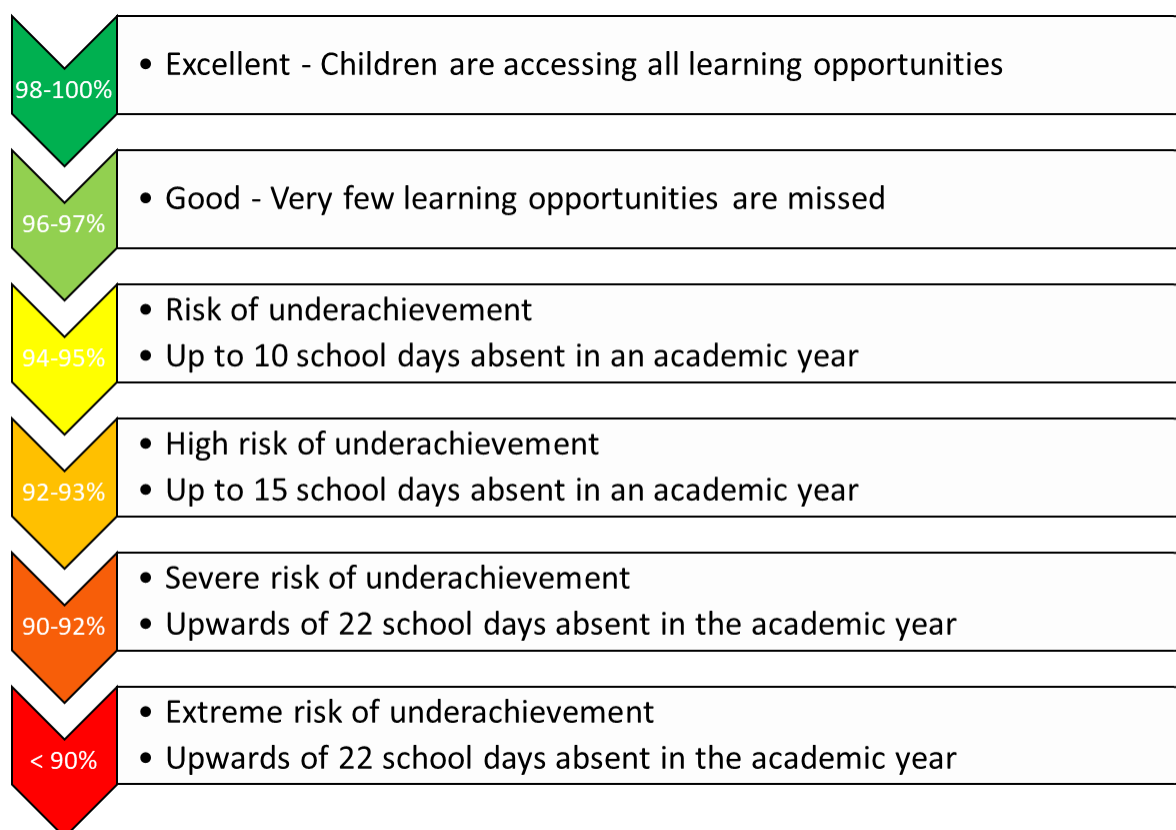 98-100%
• Excellent - Children are accessing all learning opportunities
96-97%
• Good - Very few learning opportunities are missed
94-95%
• Risk of underachievement
• Up to 10 school days absent in an academic year
92-93%
• High risk of underachievement
• Up to 15 school days absent in an academic year
90-92%
• Severe risk of underachievement
• Upwards of 22 school days absent in the academic year
< 90%
• Extreme risk of underachievement
• Upwards of 22 school days absent in the academic year